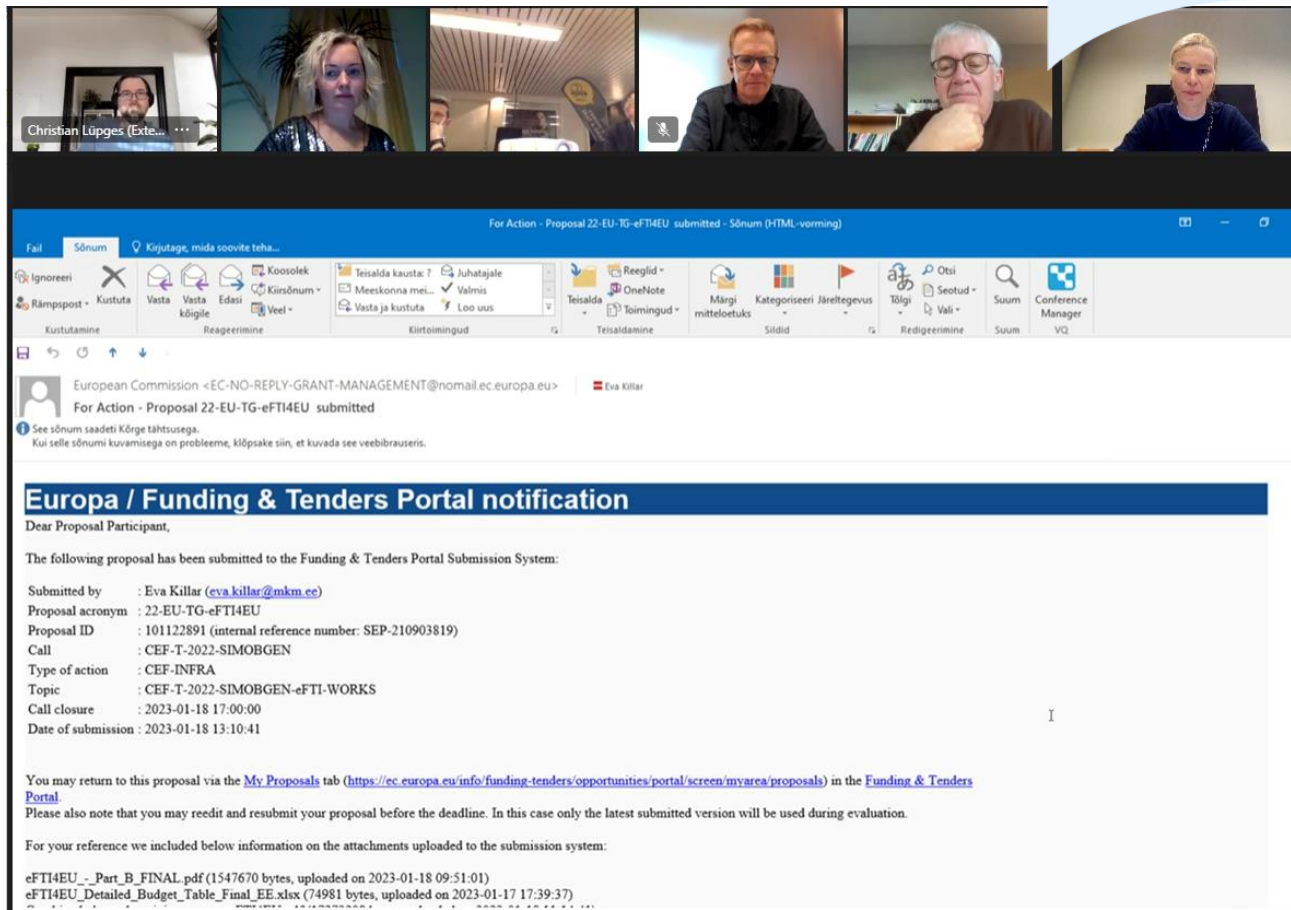 Christian Lüpges (Exte... ...
For Action - Proposal 22-EU-TG-eFTI4EU submitted - Sõnum (HTML-vorming)
Fail Sõnum Kirjutage, mida soovite teha...
Ignoreeri
Rämpspost
Kustuta
Kustutamine
Vasta
Vasta kõigile
Edasi
Koosolek
Kiirsõnum
Veel
Reageerimine
Teisalda kausta: ?
Meeskonna mei...
Vasta ja kustuta
Juhatajale
Valmis
Loo uus
Kiirtoimingud
Teisalda
Reeglid
OneNote
Toimingud
Teisaldamine
Märgi mitteloetuks
Kategoriseeri
Järeltegevus
Sildid
Tõlgi
Otsi
Seotud
Vali
Redigeerimine
Suum
Suum
Conference Manager
VQ
European Commission <EC-NO-REPLY-GRANT-MANAGEMENT@nomail.ec.europa.eu> Eva Killar
For Action - Proposal 22-EU-TG-eFTI4EU submitted
See sõnum saadeti Kõrge tähtsusega.
Kui selle sõnumi kuvamisega on probleeme, klõpsake siin, et kuvada see veebibrauseris.
Europa / Funding & Tenders Portal notification
Dear Proposal Participant,
The following proposal has been submitted to the Funding & Tenders Portal Submission System:
Submitted by : Eva Killar (eva.killar@mkm.ee)
Proposal acronym : 22-EU-TG-eFTI4EU
Proposal ID : 101122891 (internal reference number: SEP-210903819)
Call : CEF-T-2022-SIMOBGEN
Type of action : CEF-INFRA
Topic : CEF-T-2022-SIMOBGEN-eFTI-WORKS
Call closure : 2023-01-18 17:00:00
Date of submission : 2023-01-18 13:10:41
You may return to this proposal via the My Proposals tab (https://ec.europa.eu/info/funding-tenders/opportunities/portal/screen/myarea/proposals) in the Funding & Tenders
Portal.
Please also note that you may reedit and resubmit your proposal before the deadline. In this case only the latest submitted version will be used during evaluation.
For your reference we included below information on the attachments uploaded to the submission system:
eFTI4EU_-_Part_B_FINAL.pdf (1547670 bytes, uploaded on 2023-01-18 09:51:01)
eFTI4EU_Detailed_Budget_Table_Final_EE.xlsx (74981 bytes, uploaded on 2023-01-17 17:39:37)